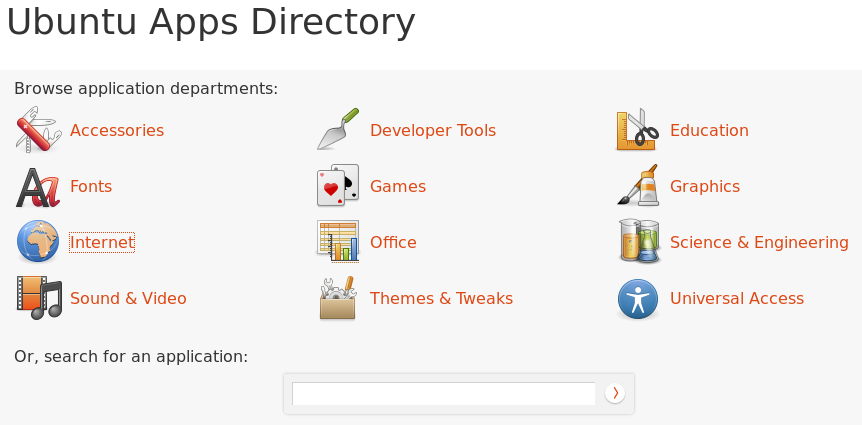 Ubuntu Apps Directory
Browse application departments:
Accessories
Developer Tools
Education
Fonts
Games
Graphics
Internet
Office
Science & Engineering
Sound & Video
Themes & Tweaks
Universal Access
Or, search for an application: